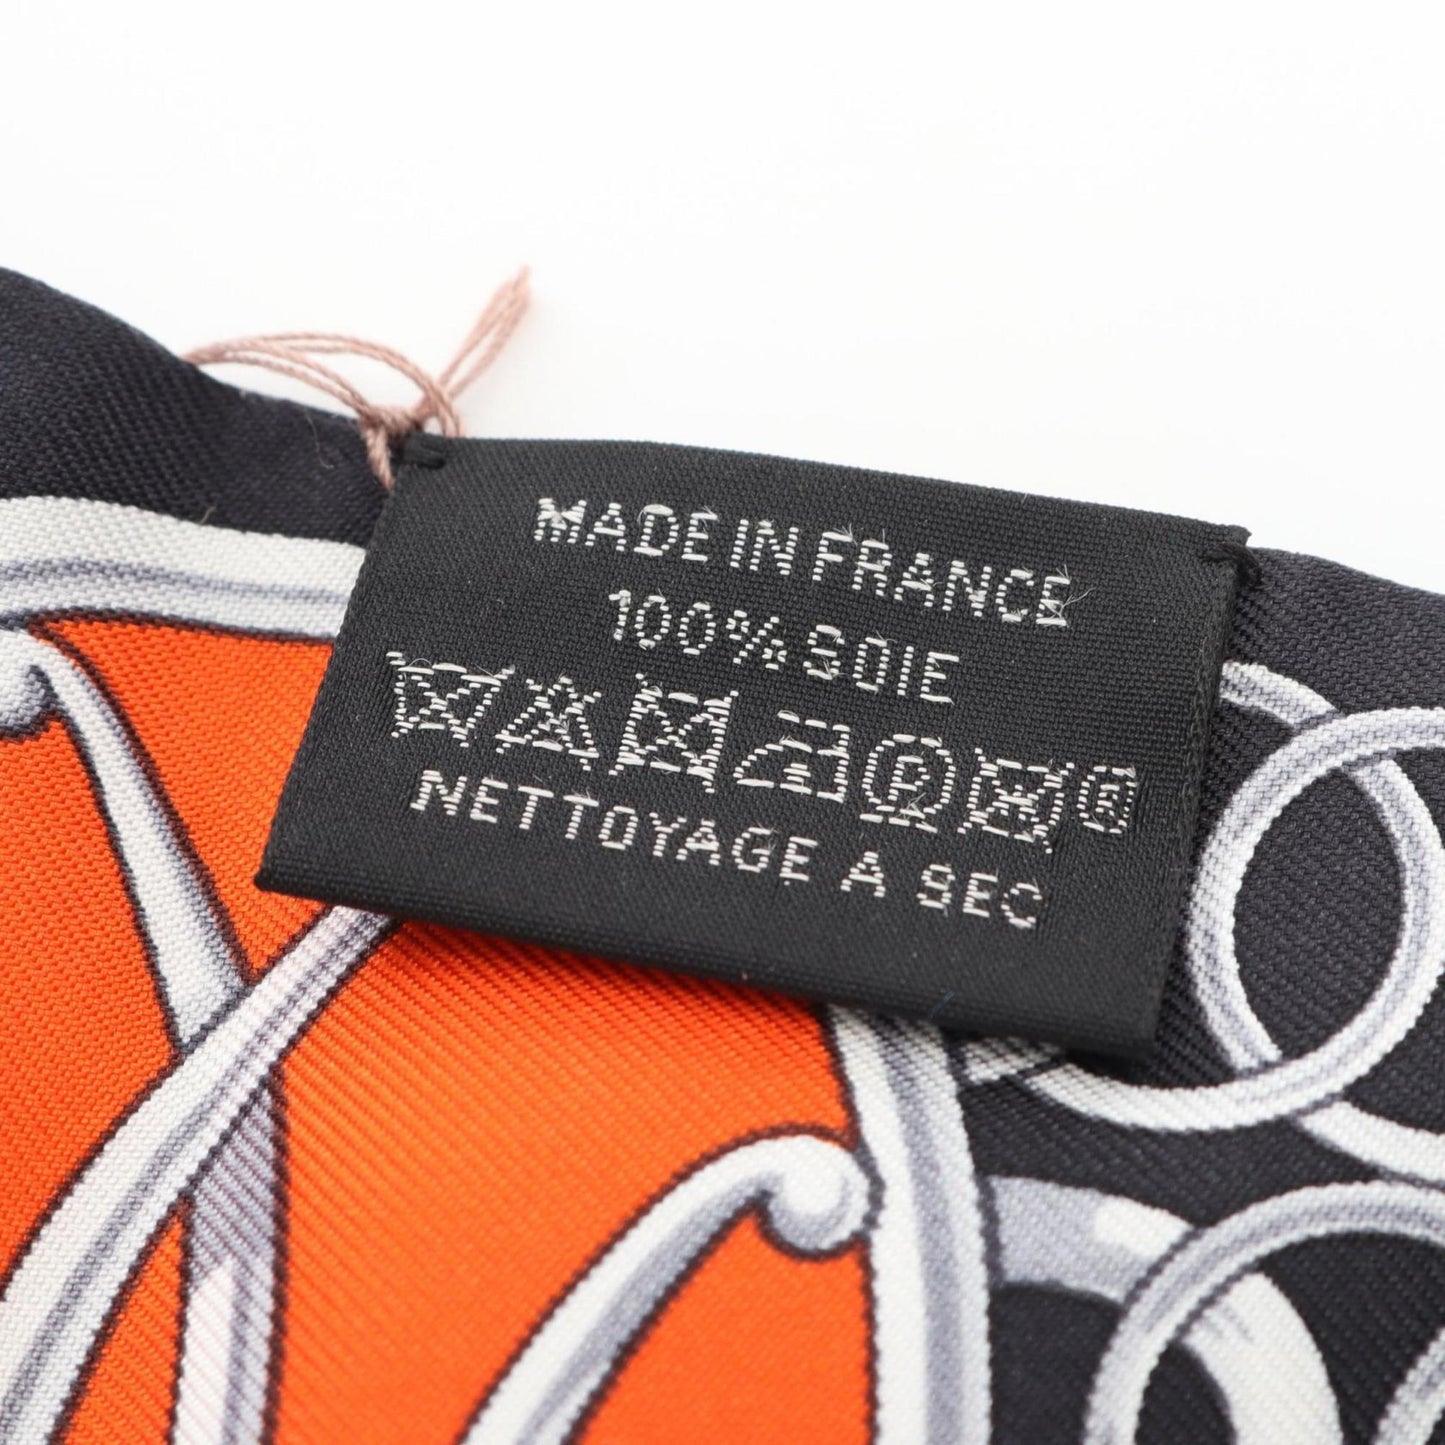 MADE IN FRANCE
100% SOIE
P
NETTOYAGE A SEC